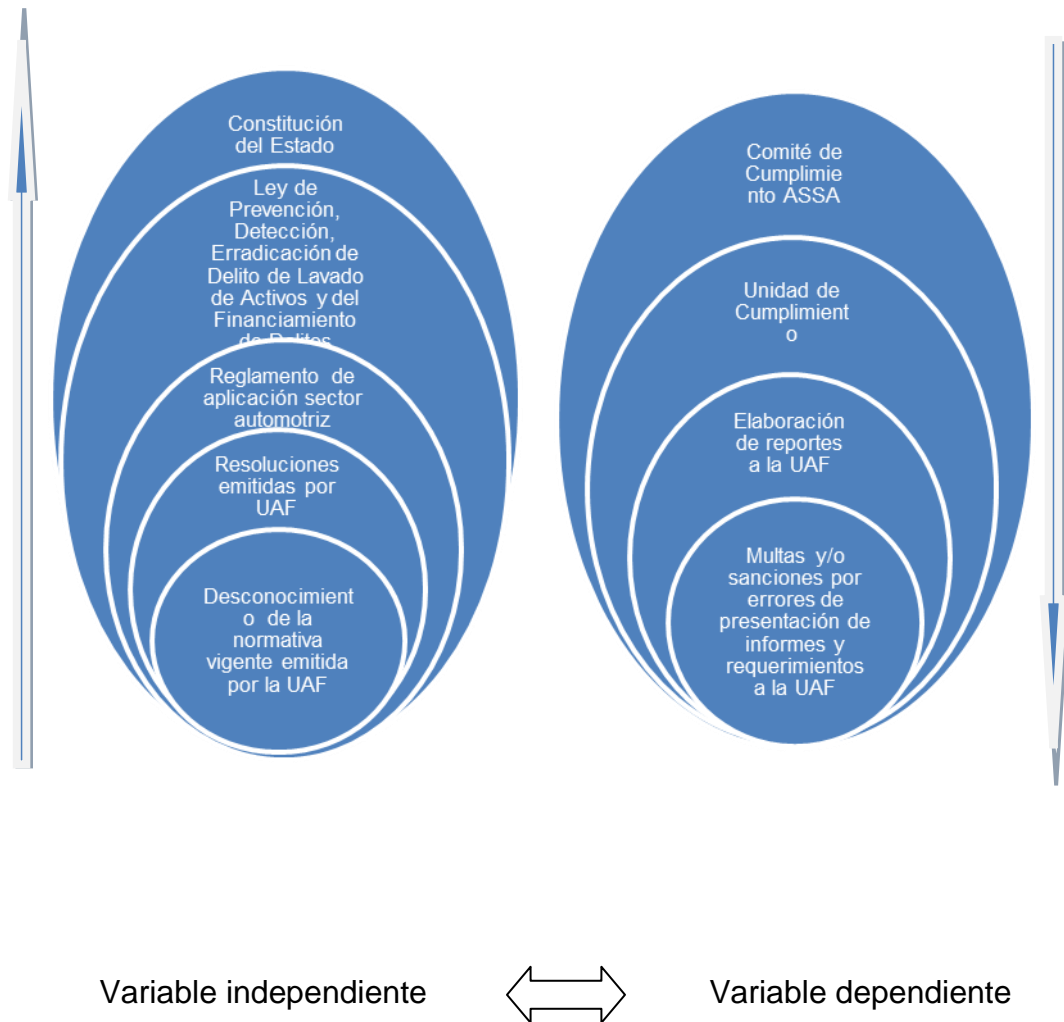 Constitución
del Estado
Ley de
Prevención,
Detección,
Erradicación de
Delito de Lavado
de Activos y del
Financiamiento
de Delitos
Reglamento de
aplicación sector
automotriz
Resoluciones
emitidas por
UAF
Desconocimient
o de la
normativa
vigente emitida
por la UAF
Comité de
Cumplimie
nto ASSA
Unidad de
Cumplimient
o
Elaboración
de reportes
a la UAF
Multas y/o
sanciones por
errores de
presentación de
informes y
requerimientos
a la UAF
Variable independiente
Variable dependiente